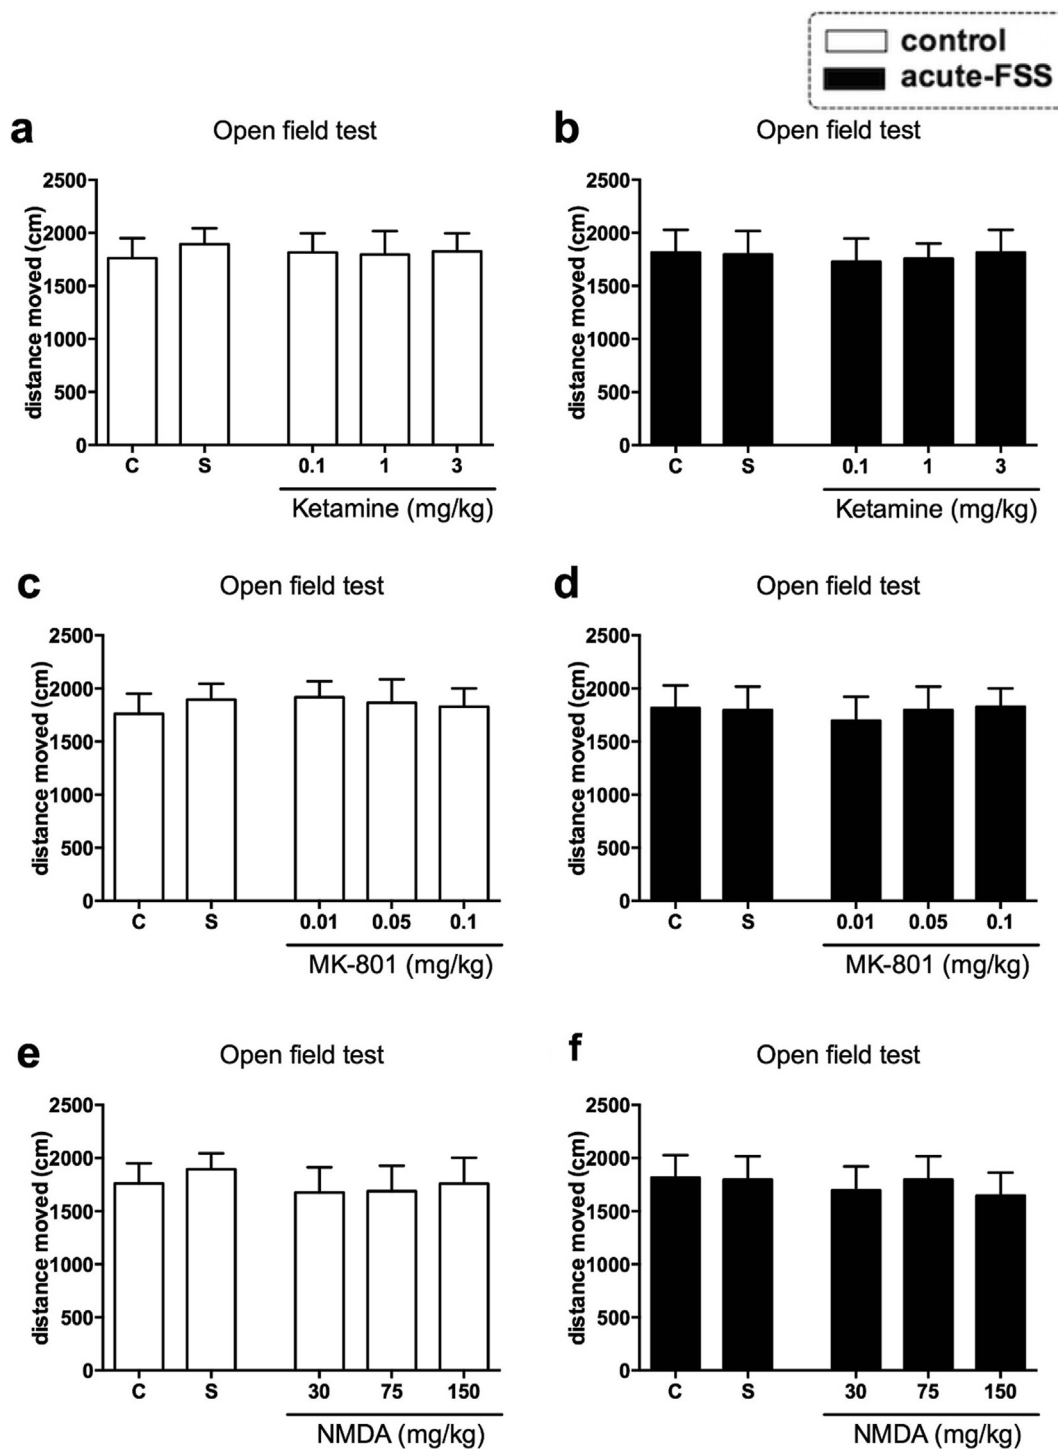 control
acute-FSS
a
Open field test
distance moved (cm)
2500
2000
1500
1000
500
0
C S 0.1 1 3
Ketamine (mg/kg)
b
Open field test
distance moved (cm)
2500
2000
1500
1000
500
0
C S 0.1 1 3
Ketamine (mg/kg)
c
Open field test
distance moved (cm)
2500
2000
1500
1000
500
0
C S 0.01 0.05 0.1
MK-801 (mg/kg)
d
Open field test
distance moved (cm)
2500
2000
1500
1000
500
0
C S 0.01 0.05 0.1
MK-801 (mg/kg)
e
Open field test
distance moved (cm)
2500
2000
1500
1000
500
0
C S 30 75 150
NMDA (mg/kg)
f
Open field test
distance moved (cm)
2500
2000
1500
1000
500
0
C S 30 75 150
NMDA (mg/kg)